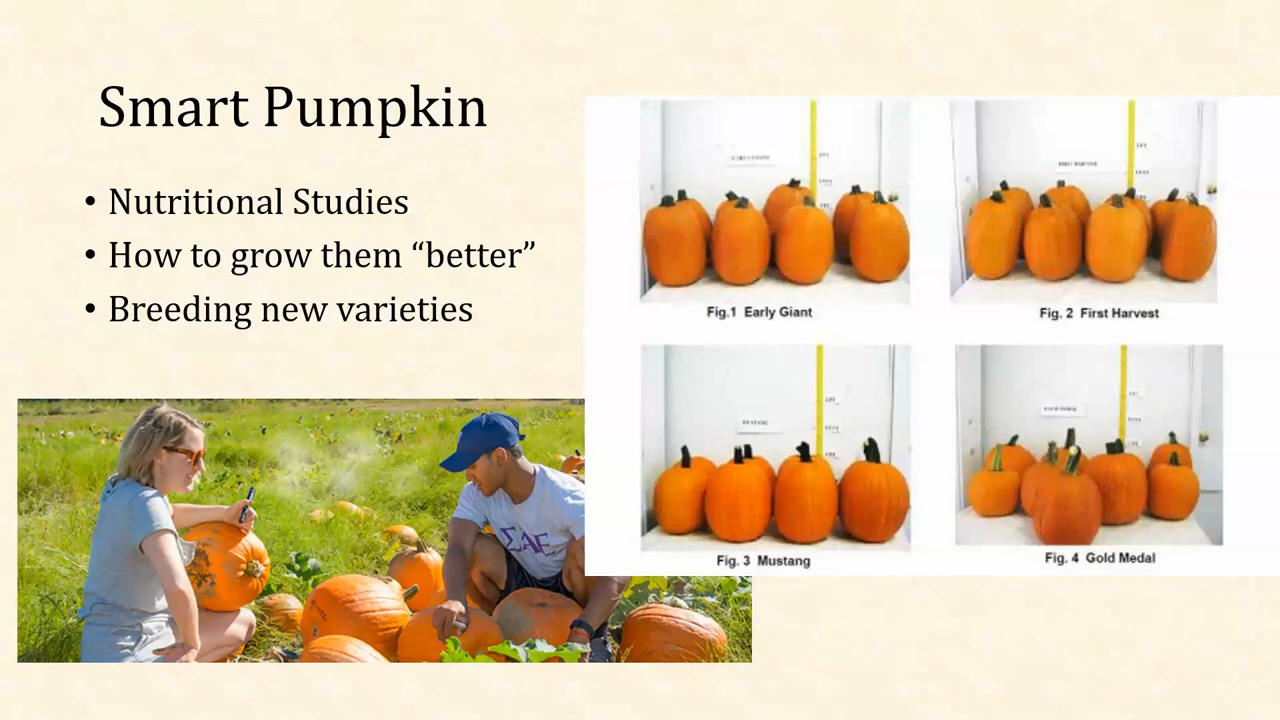 Smart Pumpkin
• Nutritional Studies
• How to grow them “better”
• Breeding new varieties
Fig.1 Early Giant
Fig. 2 First Harvest
Fig. 3 Mustang
Fig. 4 Gold Medal
ΣAE